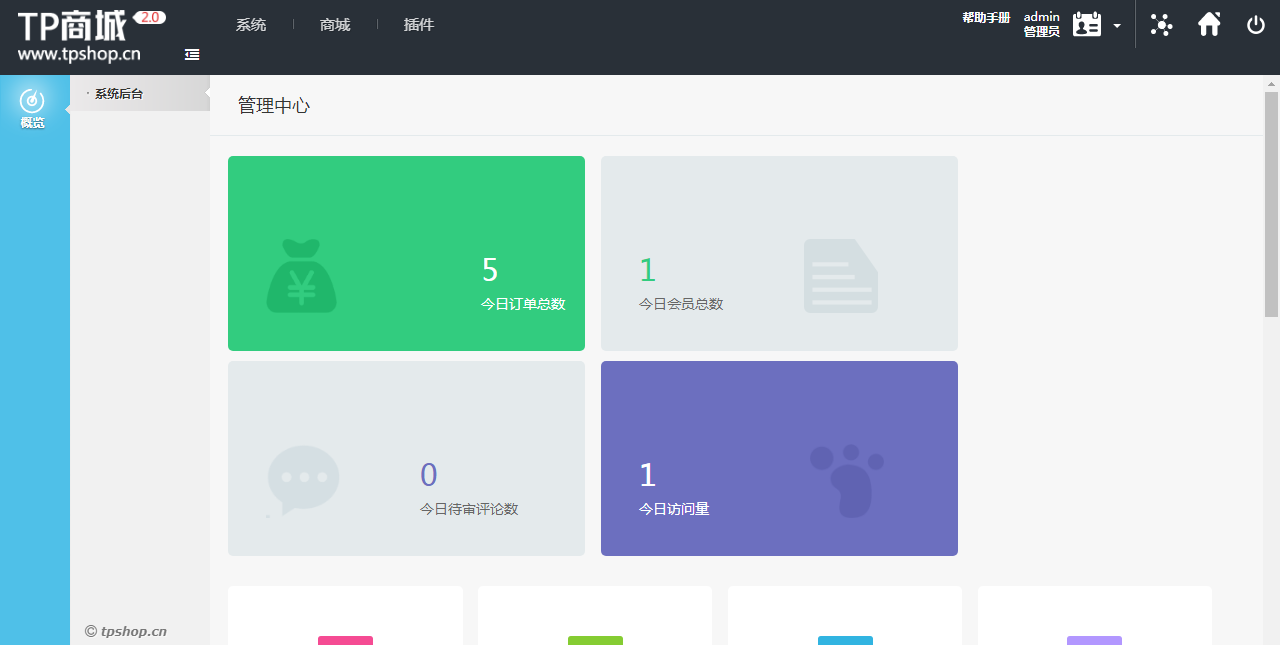 TP商城 2.0
www.tpshop.cn
系统
商城
插件
帮助手册
admin
管理员
概览
· 系统后台
管理中心
¥
5
今日订单总数
1
今日会员总数
0
今日待审评论数
1
今日访问量
© tpshop.cn